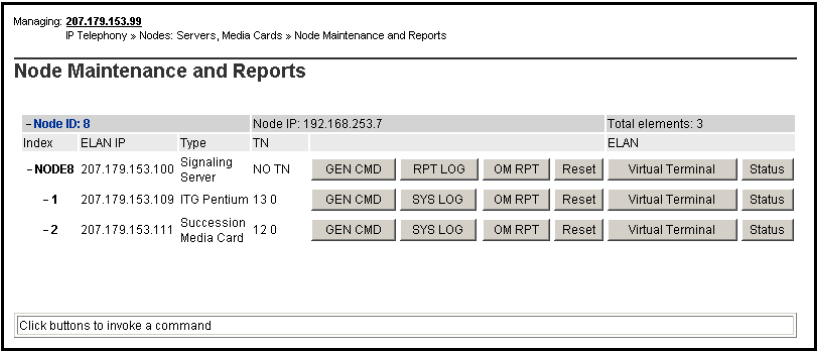 Managing: 207.179.153.99
IP Telephony » Nodes: Servers, Media Cards » Node Maintenance and Reports
Node Maintenance and Reports
– Node ID: 8 Node IP: 192.168.253.7 Total elements: 3
Index ELAN IP Type TN ELAN
– NODE8 207.179.153.100 Signaling Server NO TN GEN CMD RPT LOG OM RPT Reset Virtual Terminal Status
– 1 207.179.153.109 ITG Pentium 13 0 GEN CMD SYS LOG OM RPT Reset Virtual Terminal Status
– 2 207.179.153.111 Succession Media Card 12 0 GEN CMD SYS LOG OM RPT Reset Virtual Terminal Status
Click buttons to invoke a command